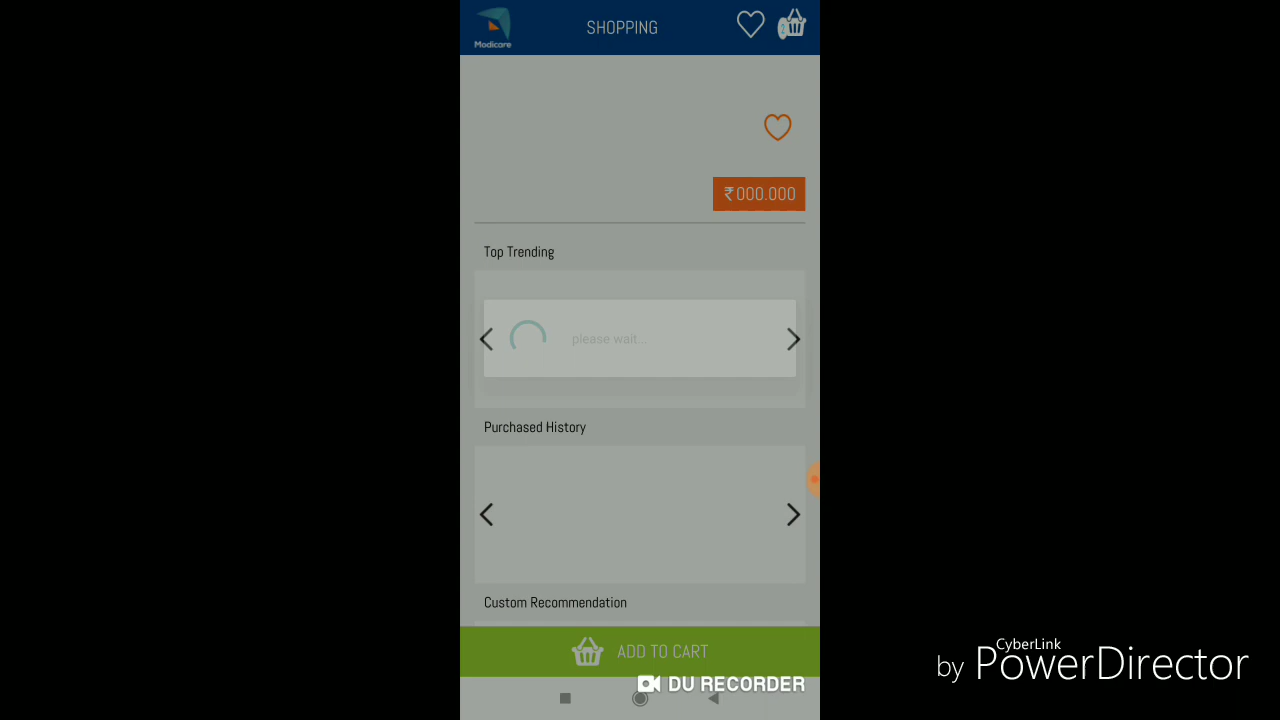 Modicare
SHOPPING
₹000.000
Top Trending
please wait...
Purchased History
Custom Recommendation
ADD TO CART
DU RECORDER
CyberLink
by PowerDirector